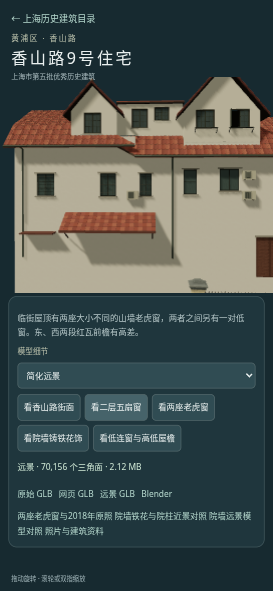 ← 上海历史建筑目录
黄浦区 · 香山路
香山路9号住宅
上海市第五批优秀历史建筑
临街屋顶有两座大小不同的山墙老虎窗，两者之间另有一对低
窗。东、西两段红瓦前檐有高差。
模型细节
简化远景
看香山路街面
看二层五扇窗
看两座老虎窗
看院墙铸铁花饰
看低连窗与高低屋檐
远景 · 70,156 个三角面 · 2.12 MB
原始 GLB 网页 GLB 远景 GLB Blender
两座老虎窗与2018年原照 院墙铁花与院柱近景对照 院墙远景模
型对照 照片与建筑资料
拖动旋转 · 滚轮或双指缩放